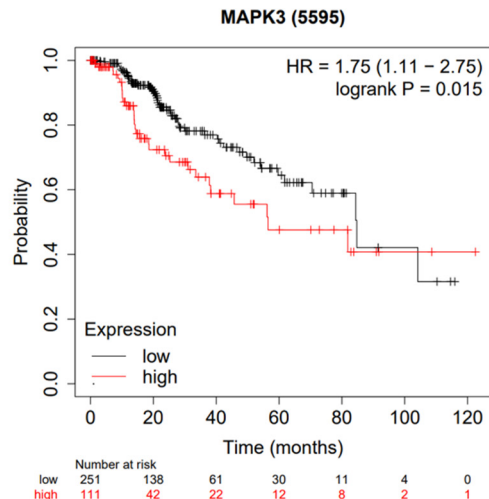 MAPK3 (5595)
HR = 1.75 (1.11 − 2.75)
logrank P = 0.015
Probability
1.0
0.8
0.6
0.4
0.2
0.0
Expression
low
high
0 20 40 60 80 100 120
Time (months)
Number at risk
low 251 138 61 30 11 4 0
high 111 42 22 12 8 2 1